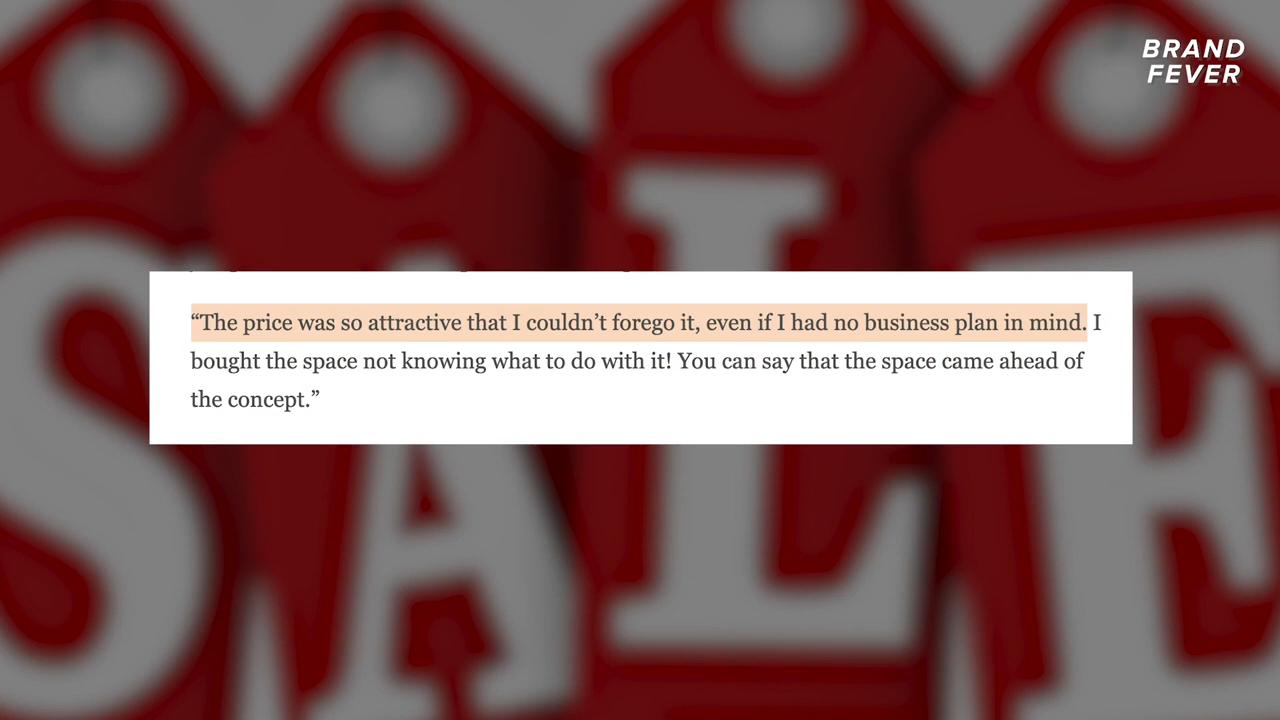 BRAND
FEVER
“The price was so attractive that I couldn’t forego it, even if I had no business plan in mind. I
bought the space not knowing what to do with it! You can say that the space came ahead of
the concept.”
SALE